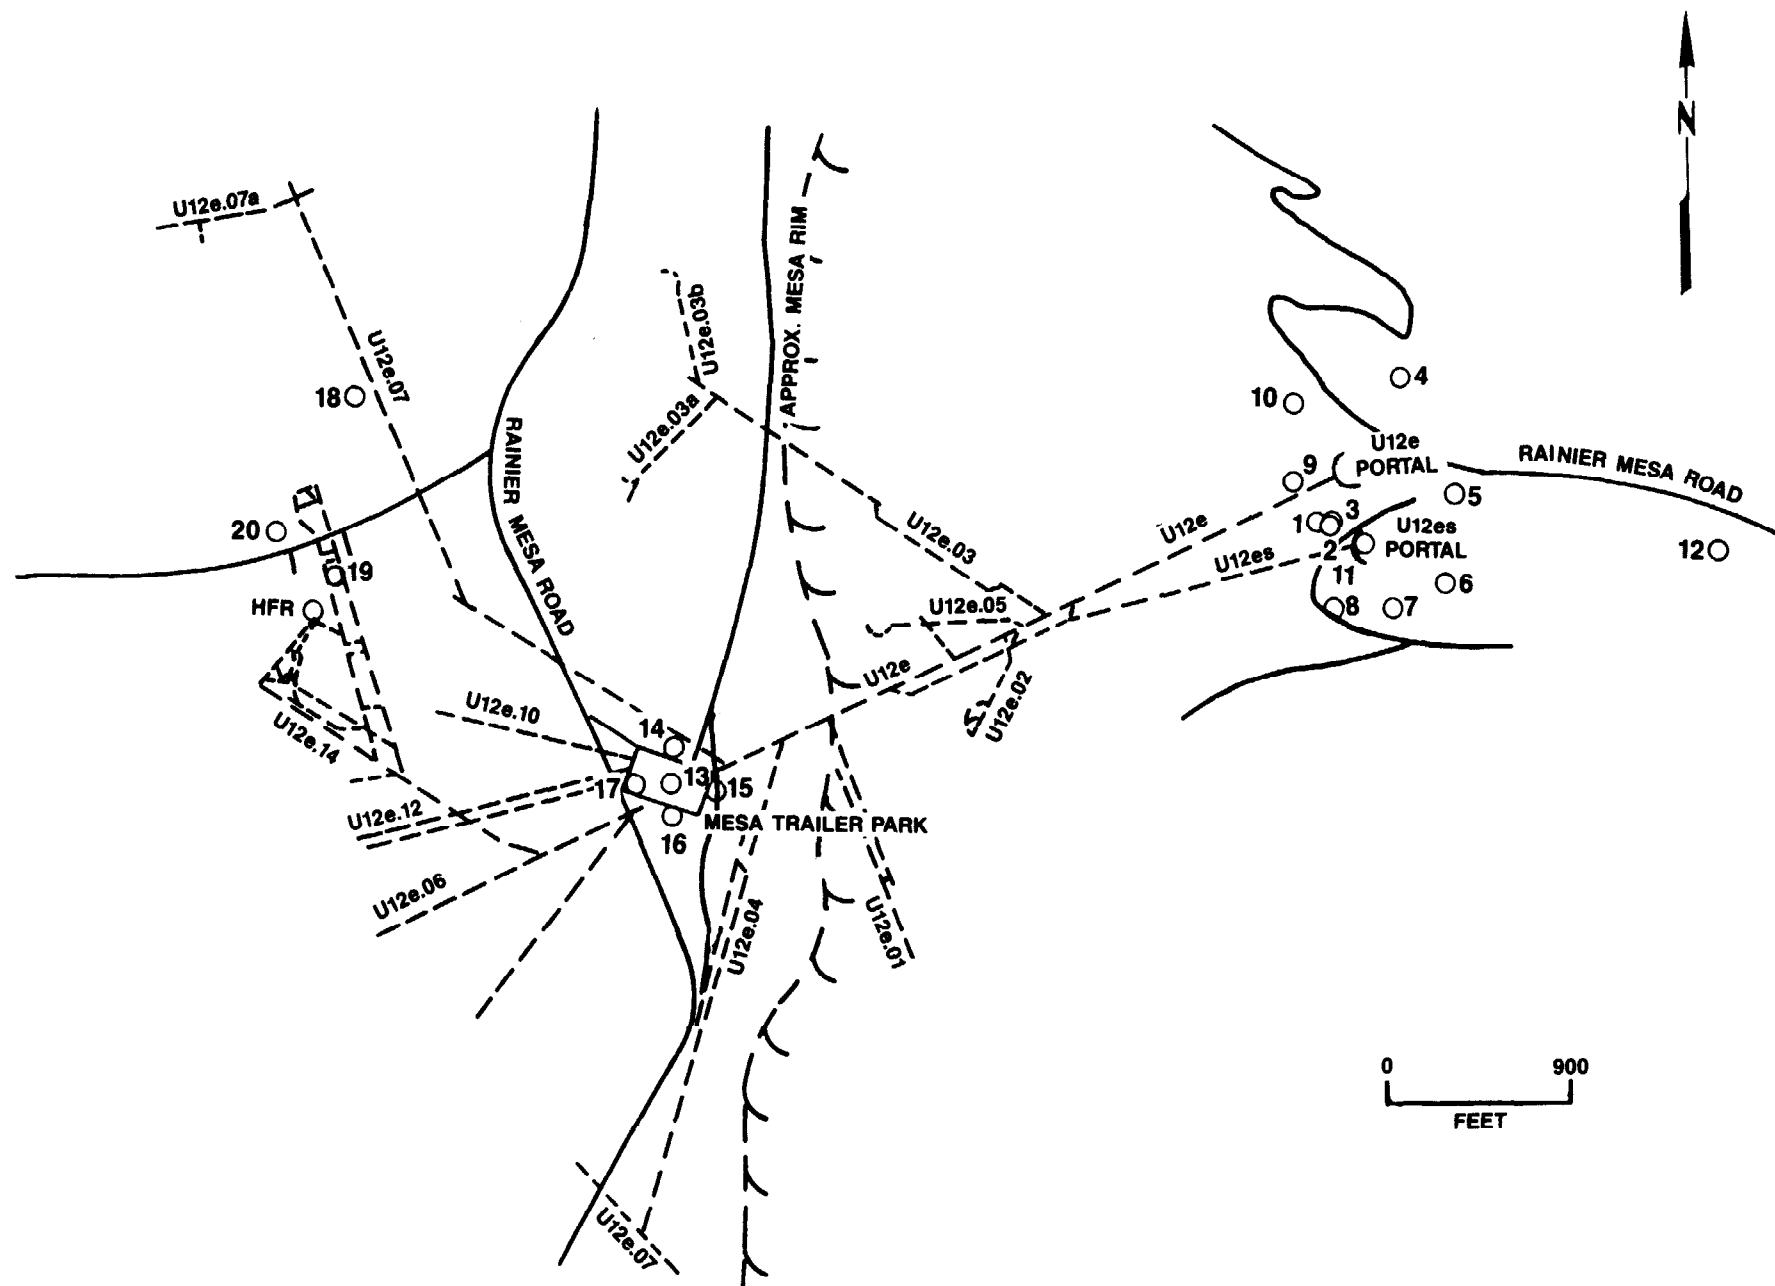 N
U12e.07a
APPROX. MESA RIM
U12e.03b
U12e.07
4
18
10
U12e.03a
RAINIER MESA ROAD
U12e
PORTAL
RAINIER MESA ROAD
9
5
20
U12e.03
U12e
1
3
U12es
PORTAL
2
12
19
U12es
11
6
HFR
U12e.05
8
7
U12e
U12e.02
U12e.10
14
U12e.14
17
13
15
U12e.12
MESA TRAILER PARK
16
U12e.06
U12e.04
U12e.01
0
900
FEET
U12e.07